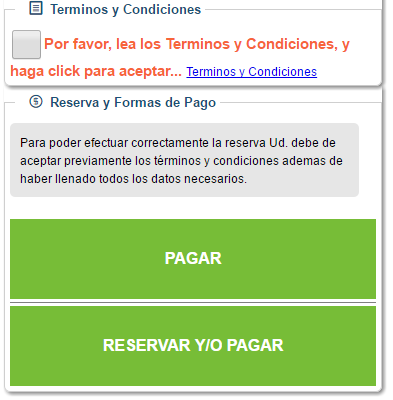 Terminos y Condiciones
Por favor, lea los Terminos y Condiciones, y
haga click para aceptar... Terminos y Condiciones
Reserva y Formas de Pago
Para poder efectuar correctamente la reserva Ud. debe de
aceptar previamente los términos y condiciones ademas de
haber llenado todos los datos necesarios.
PAGAR
RESERVAR Y/O PAGAR